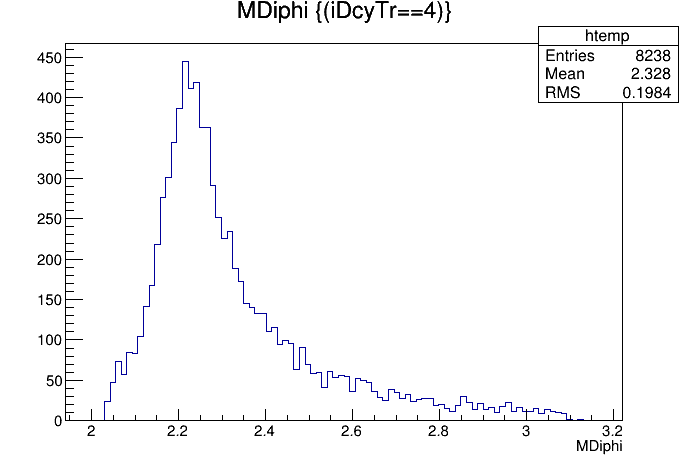 MDiphi {(iDcyTr==4)}
htemp
Entries 8238
Mean 2.328
RMS 0.1984
450
400
350
300
250
200
150
100
50
0
2 2.2 2.4 2.6 2.8 3 3.2
MDiphi